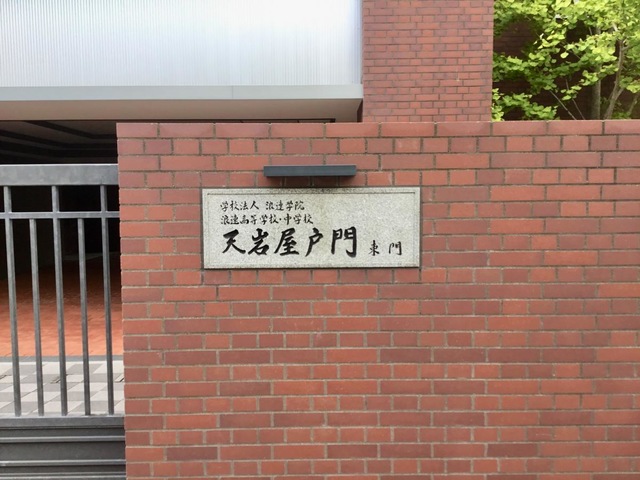 学校法人 浪速学院
浪速高等学校・中学校
天岩屋戸門 東門